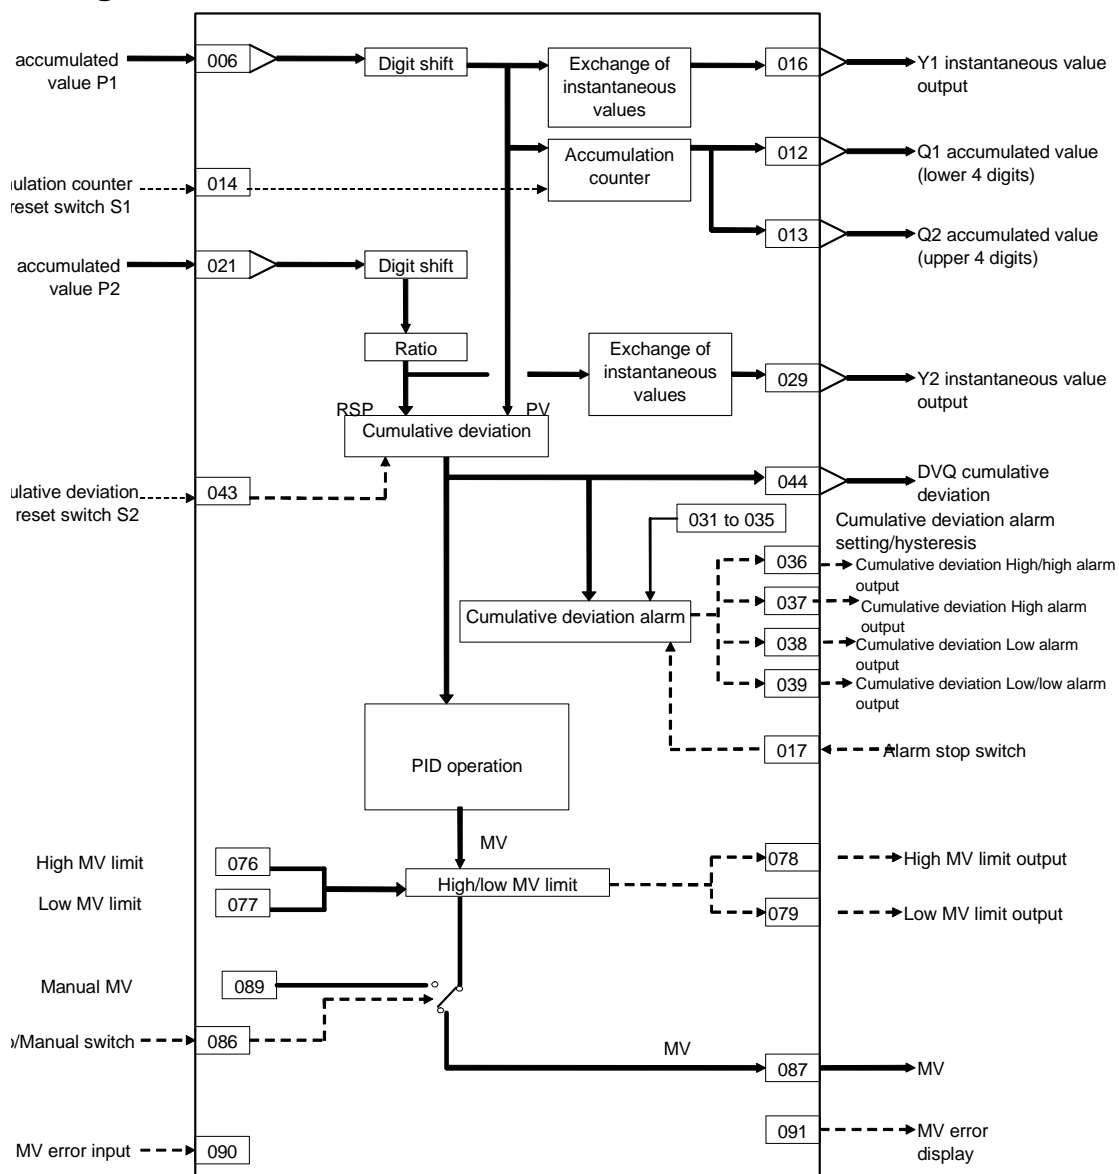 accumulated
value P1
006
Digit shift
Exchange of
instantaneous
values
016
Y1 instantaneous value
output
Accumulation
counter
012
Q1 accumulated value
(lower 4 digits)
counter
reset switch S1
014
013
Q2 accumulated value
(upper 4 digits)
accumulated
value P2
021
Digit shift
Ratio
Exchange of
instantaneous
values
029
Y2 instantaneous value
output
RSP
PV
Cumulative deviation
deviation
reset switch S2
043
044
DVQ cumulative
deviation
031 to 035
Cumulative deviation alarm
setting/hysteresis
036
Cumulative deviation High/high alarm
output
037
Cumulative deviation High alarm
output
Cumulative deviation alarm
038
Cumulative deviation Low alarm
output
039
Cumulative deviation Low/low alarm
output
017
Alarm stop switch
PID operation
MV
High MV limit
076
078
High MV limit output
High/low MV limit
Low MV limit
077
079
Low MV limit output
Manual MV
089
/Manual switch
086
MV
087
MV
091
MV error
display
MV error input
090